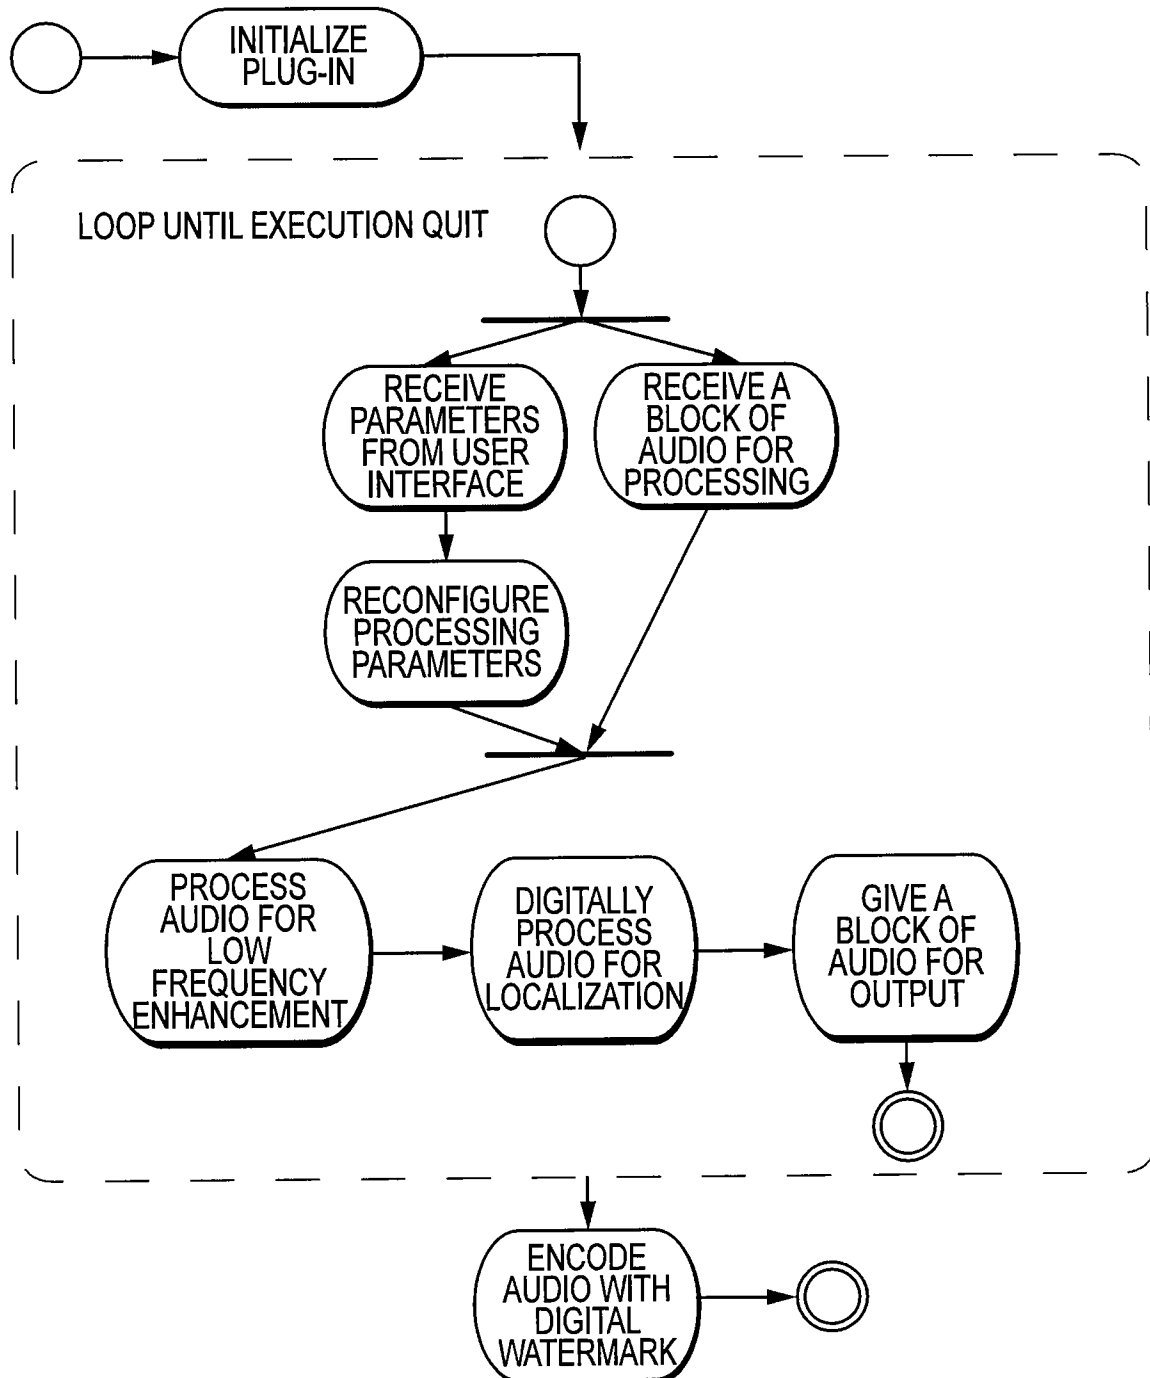 INITIALIZE
PLUG-IN
LOOP UNTIL EXECUTION QUIT
RECEIVE
PARAMETERS
FROM USER
INTERFACE
RECEIVE A
BLOCK OF
AUDIO FOR
PROCESSING
RECONFIGURE
PROCESSING
PARAMETERS
PROCESS
AUDIO FOR
LOW
FREQUENCY
ENHANCEMENT
DIGITALLY
PROCESS
AUDIO FOR
LOCALIZATION
GIVE A
BLOCK OF
AUDIO FOR
OUTPUT
ENCODE
AUDIO WITH
DIGITAL
WATERMARK